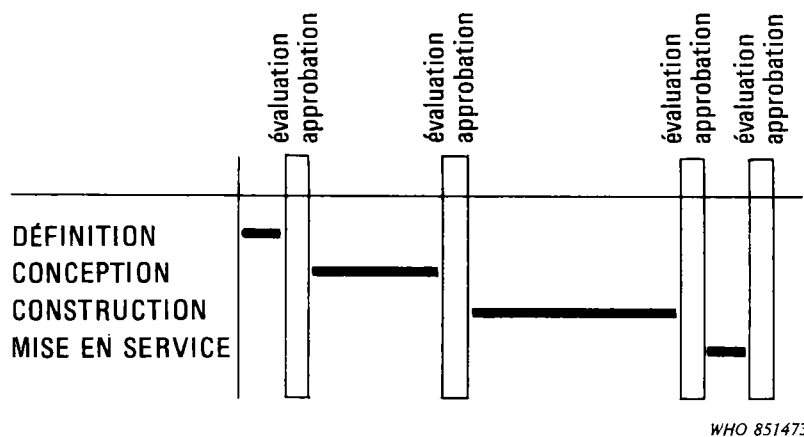 évaluation
approbation
évaluation
approbation
évaluation
approbation
évaluation
approbation
DÉFINITION
CONCEPTION
CONSTRUCTION
MISE EN SERVICE
WHO 851473